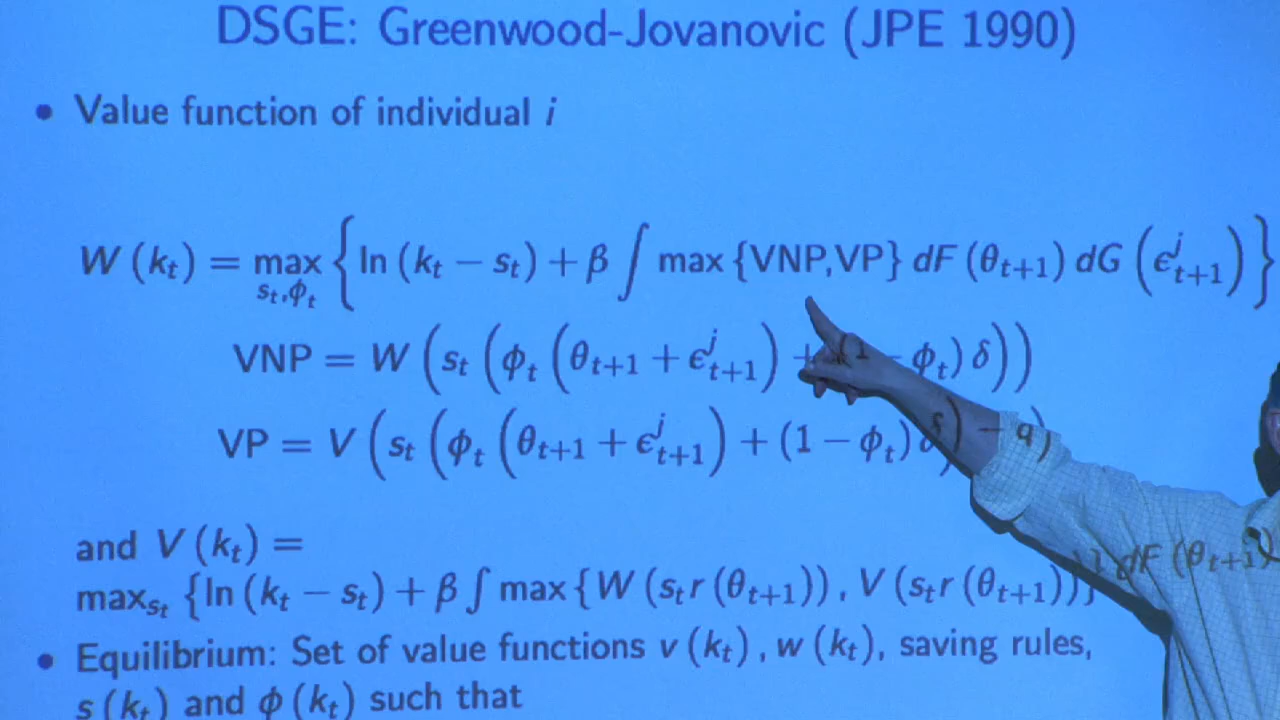 DSGE: Greenwood-Jovanovic (JPE 1990)
• Value function of individual i
W (k_t) = max_{s_t,ϕ_t} { ln (k_t − s_t) + β ∫ max {VNP,VP} dF (θ_{t+1}) dG (ϵ^j_{t+1}) }
VNP = W (s_t (ϕ_t (θ_{t+1} + ϵ^j_{t+1}) + (1 − ϕ_t) δ))
VP = V (s_t (ϕ_t (θ_{t+1} + ϵ^j_{t+1}) + (1 − ϕ_t) δ) − q)
and V (k_t) =
max_{s_t} {ln (k_t − s_t) + β ∫ max {W (s_t r (θ_{t+1})) , V (s_t r (θ_{t+1}))} dF (θ_{t+1})
• Equilibrium: Set of value functions v (k_t) , w (k_t), saving rules,
s (k_t) and ϕ (k_t) such that